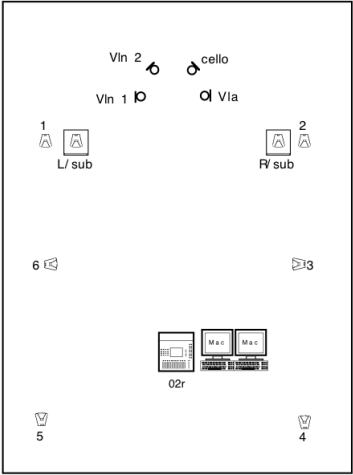 Vln 2
cello
Vln 1
Vla
1
2
L/ sub
R/ sub
6
3
Mac
Mac
02r
5
4